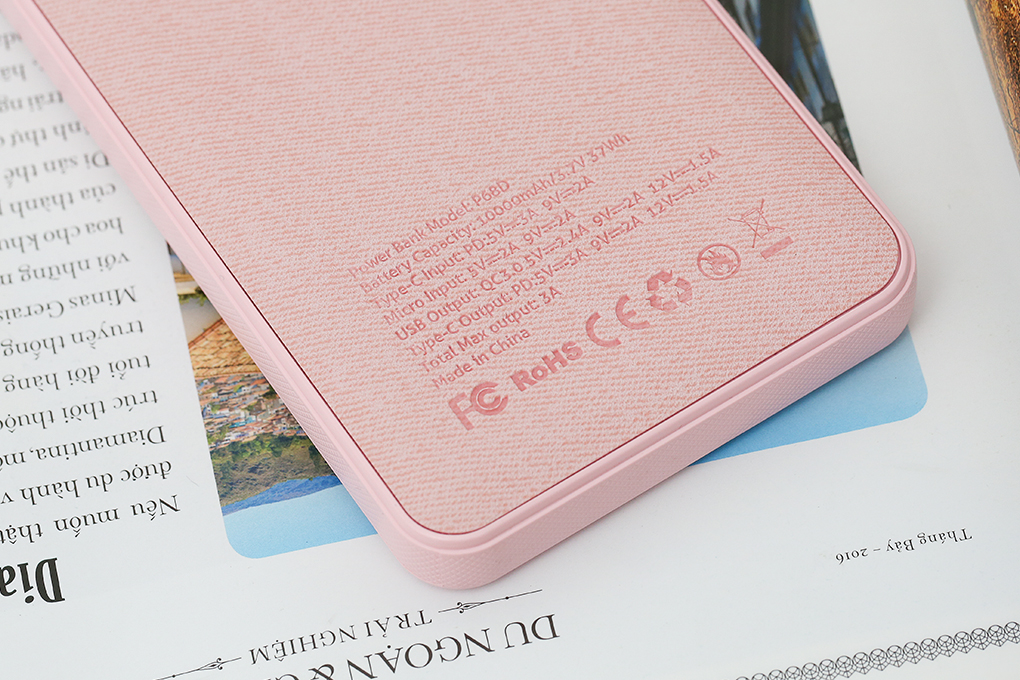 Power Bank Model: P68D
Battery Capacity: 10000mAh/3.7V 37Wh
Type-C Input: PD:5V⎓3A 9V⎓2A
Micro Input: 5V⎓2A 9V⎓2A
USB Output: QC3.0 5V⎓2.4A 9V⎓2A 12V⎓1.5A
Type-C Output: PD:5V⎓3A 9V⎓2A 12V⎓1.5A
Total Max output: 3A
Made in China
FC RoHS CE
DU NGOẠN &
TRẢI NGHIỆM
Tháng Bảy – 2016
Nếu muốn thật
được du hành
Diamantina,
trúc thời thuộc
tuổi đời hàng
truyền thống
Minas Gerais
với những
hoa cho
của thành
Di sản thế